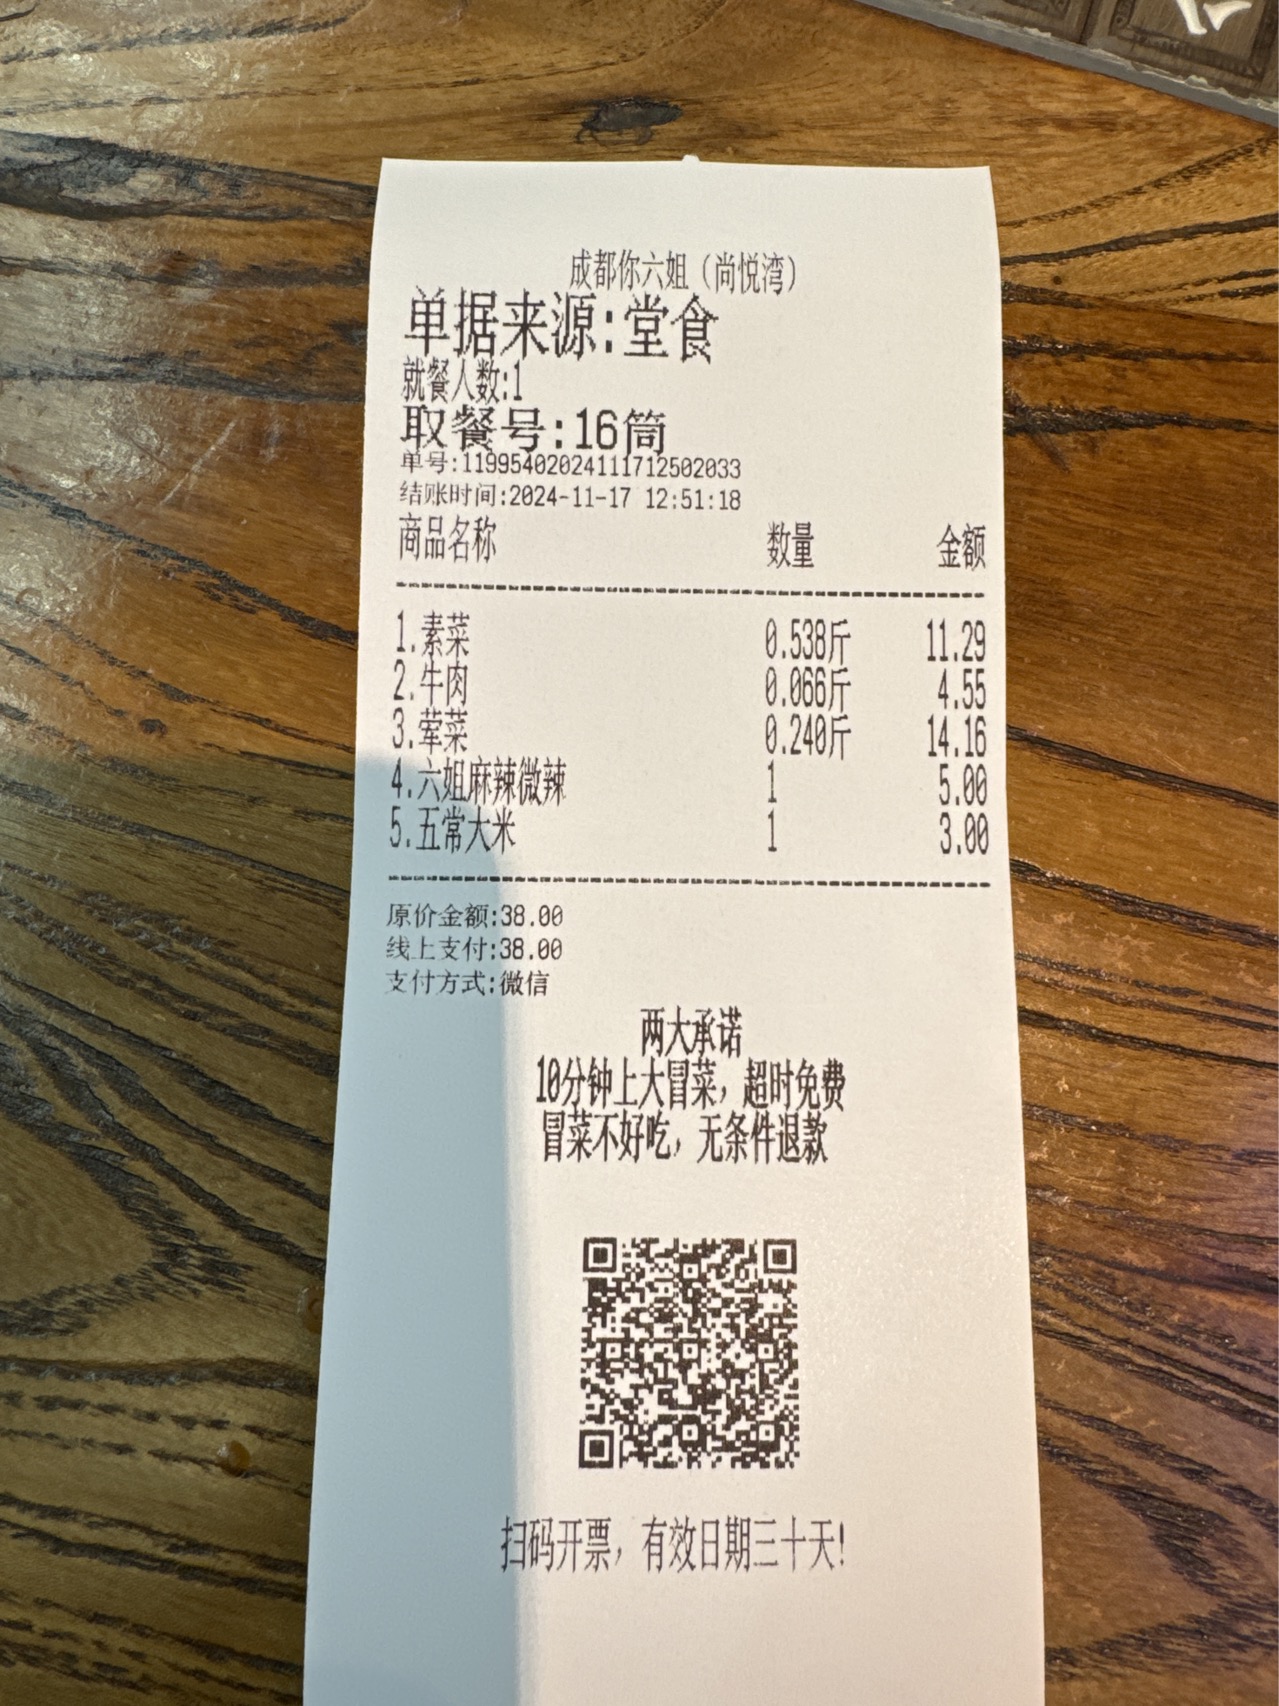 成都你六姐（尚悦湾）
单据来源:堂食
就餐人数:1
取餐号:16筒
单号:11995402024111712502033
结账时间:2024-11-17 12:51:18
商品名称 数量 金额
1.素菜 0.538斤 11.29
2.牛肉 0.066斤 4.55
3.荤菜 0.240斤 14.16
4.六姐麻辣微辣 1 5.00
5.五常大米 1 3.00
原价金额:38.00
线上支付:38.00
支付方式:微信
两大承诺
10分钟上大冒菜，超时免费
冒菜不好吃，无条件退款
扫码开票，有效日期三十天!